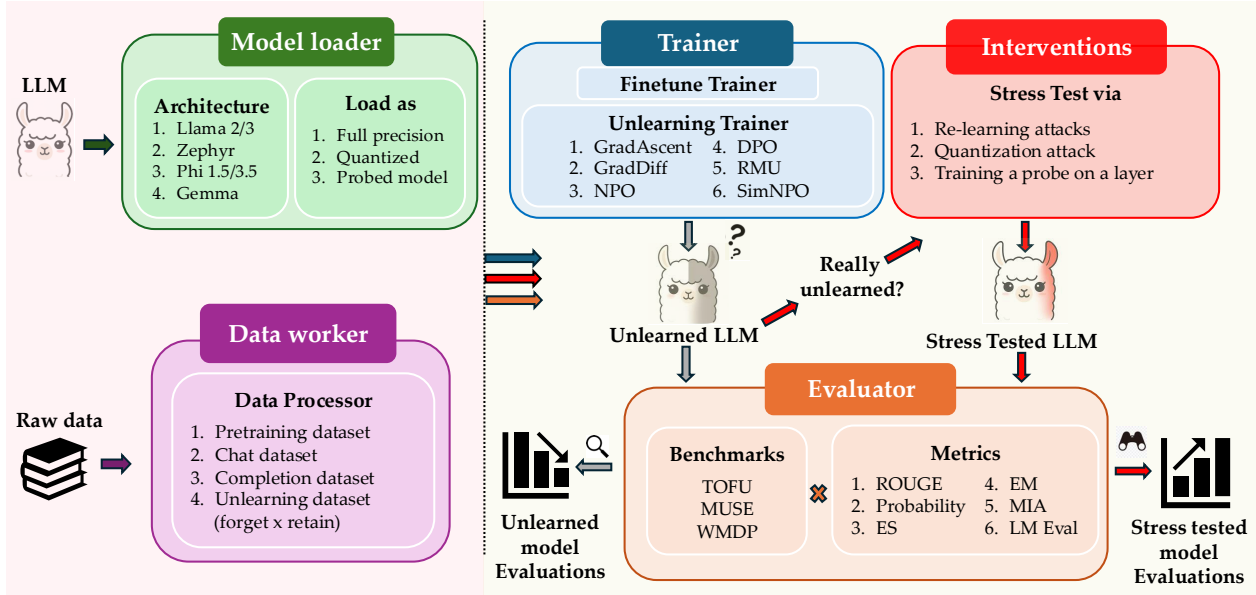 Model loader
LLM
Architecture
1. Llama 2/3
2. Zephyr
3. Phi 1.5/3.5
4. Gemma
Load as
1. Full precision
2. Quantized
3. Probed model
Data worker
Raw data
Data Processor
1. Pretraining dataset
2. Chat dataset
3. Completion dataset
4. Unlearning dataset
(forget x retain)
Trainer
Finetune Trainer
Unlearning Trainer
1. GradAscent
2. GradDiff
3. NPO
4. DPO
5. RMU
6. SimNPO
Interventions
Stress Test via
1. Re-learning attacks
2. Quantization attack
3. Training a probe on a layer
?
?
Unlearned LLM
Really
unlearned?
Stress Tested LLM
Evaluator
Benchmarks
TOFU
MUSE
WMDP
Metrics
1. ROUGE
2. Probability
3. ES
4. EM
5. MIA
6. LM Eval
Unlearned
model
Evaluations
Stress tested
model
Evaluations